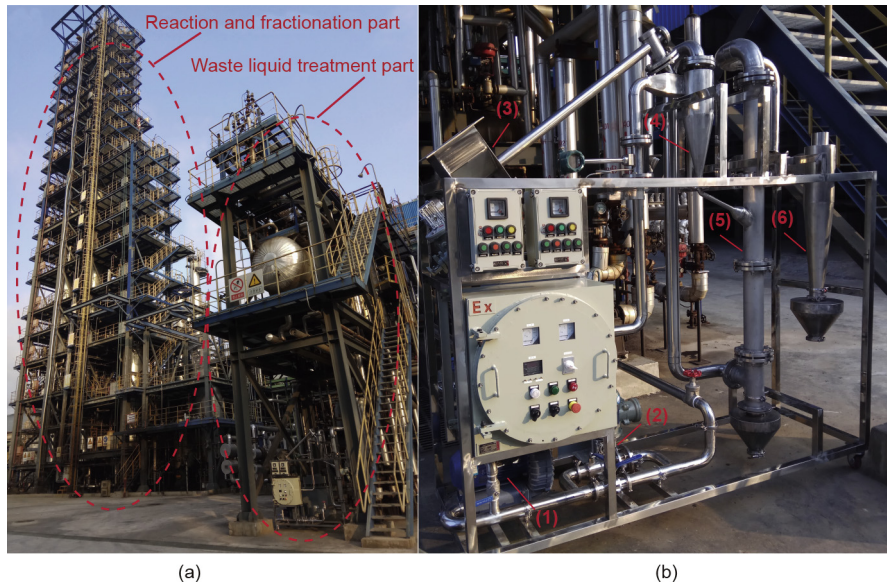 Reaction and fractionation part
Waste liquid treatment part
(3)
(4)
(5)
(6)
Ex
(2)
(1)
(a)
(b)